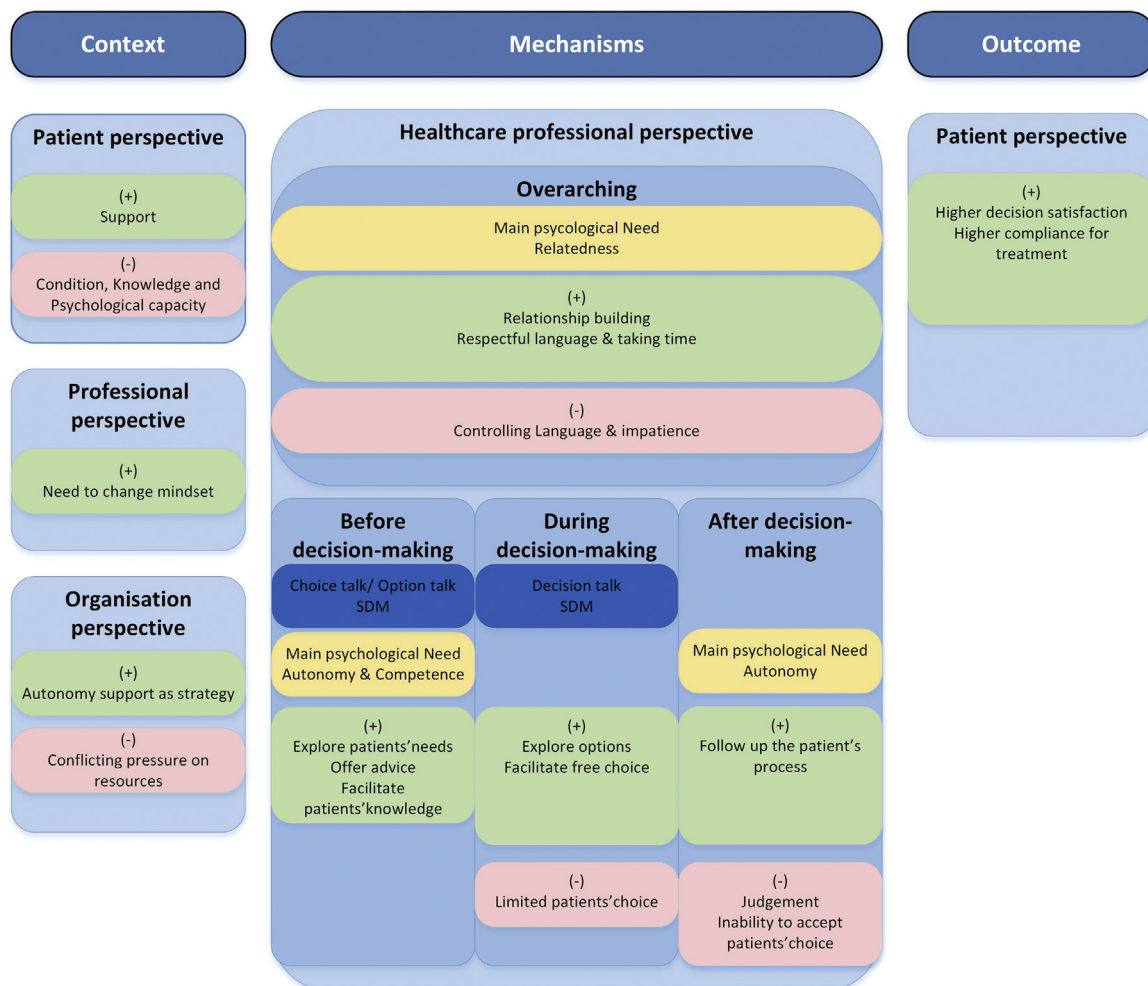 Context
Mechanisms
Outcome
Patient perspective
(+)
Support
(-)
Condition, Knowledge and
Psychological capacity
Professional
perspective
(+)
Need to change mindset
Organisation
perspective
(+)
Autonomy support as strategy
(-)
Conflicting pressure on
resources
Healthcare professional perspective
Overarching
Main psycological Need
Relatedness
(+)
Relationship building
Respectful language & taking time
(-)
Controlling Language & impatience
Before
decision-making
Choice talk/ Option talk
SDM
Main psychological Need
Autonomy & Competence
(+)
Explore patients’needs
Offer advice
Facilitate
patients’knowledge
During
decision-making
Decision talk
SDM
(+)
Explore options
Facilitate free choice
(-)
Limited patients’choice
After decision-
making
Main psychological Need
Autonomy
(+)
Follow up the patient’s
process
(-)
Judgement
Inability to accept
patients’choice
Patient perspective
(+)
Higher decision satisfaction
Higher compliance for
treatment